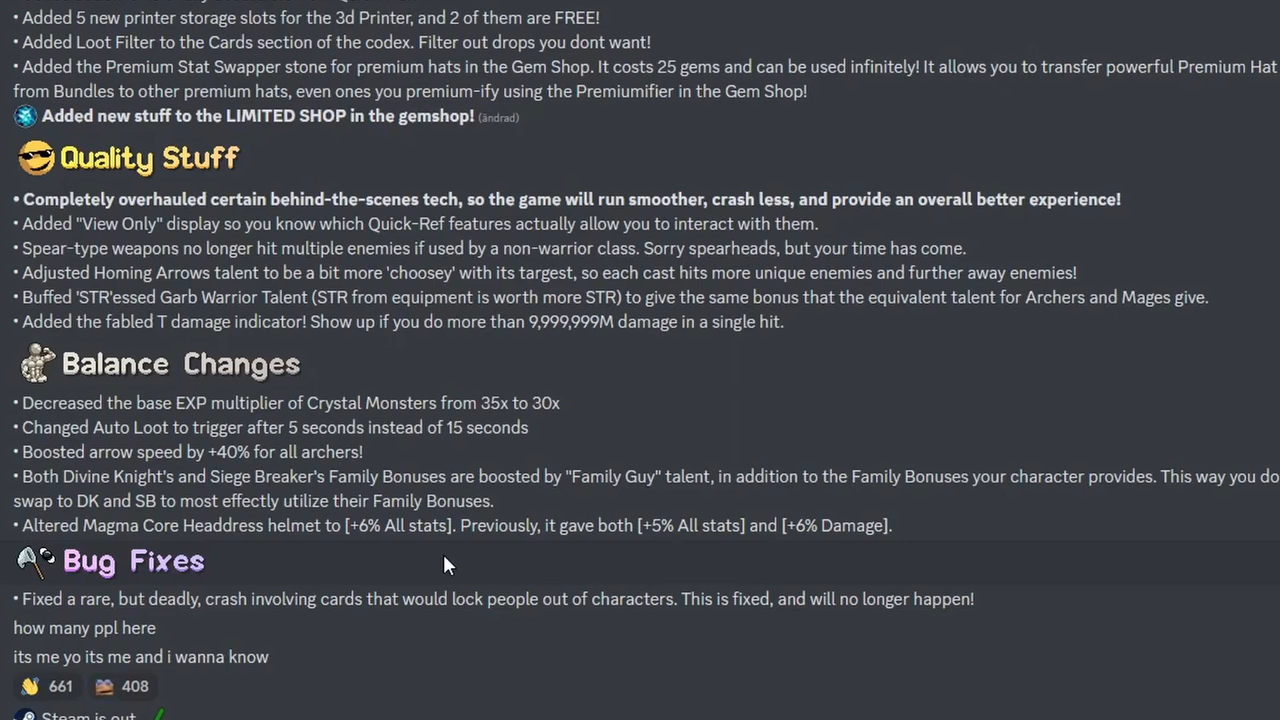 • Added 5 new printer storage slots for the 3d Printer, and 2 of them are FREE!
• Added Loot Filter to the Cards section of the codex. Filter out drops you dont want!
• Added the Premium Stat Swapper stone for premium hats in the Gem Shop. It costs 25 gems and can be used infinitely! It allows you to transfer powerful Premium Hat
from Bundles to other premium hats, even ones you premium-ify using the Premiumifier in the Gem Shop!
Added new stuff to the LIMITED SHOP in the gemshop! (ändrad)
Quality Stuff
• Completely overhauled certain behind-the-scenes tech, so the game will run smoother, crash less, and provide an overall better experience!
• Added "View Only" display so you know which Quick-Ref features actually allow you to interact with them.
• Spear-type weapons no longer hit multiple enemies if used by a non-warrior class. Sorry spearheads, but your time has come.
• Adjusted Homing Arrows talent to be a bit more 'choosey' with its targest, so each cast hits more unique enemies and further away enemies!
• Buffed 'STR'essed Garb Warrior Talent (STR from equipment is worth more STR) to give the same bonus that the equivalent talent for Archers and Mages give.
• Added the fabled T damage indicator! Show up if you do more than 9,999,999M damage in a single hit.
Balance Changes
• Decreased the base EXP multiplier of Crystal Monsters from 35x to 30x
• Changed Auto Loot to trigger after 5 seconds instead of 15 seconds
• Boosted arrow speed by +40% for all archers!
• Both Divine Knight's and Siege Breaker's Family Bonuses are boosted by "Family Guy" talent, in addition to the Family Bonuses your character provides. This way you do
swap to DK and SB to most effectly utilize their Family Bonuses.
• Altered Magma Core Headdress helmet to [+6% All stats]. Previously, it gave both [+5% All stats] and [+6% Damage].
Bug Fixes
• Fixed a rare, but deadly, crash involving cards that would lock people out of characters. This is fixed, and will no longer happen!
how many ppl here
its me yo its me and i wanna know
661 408
Steam is out